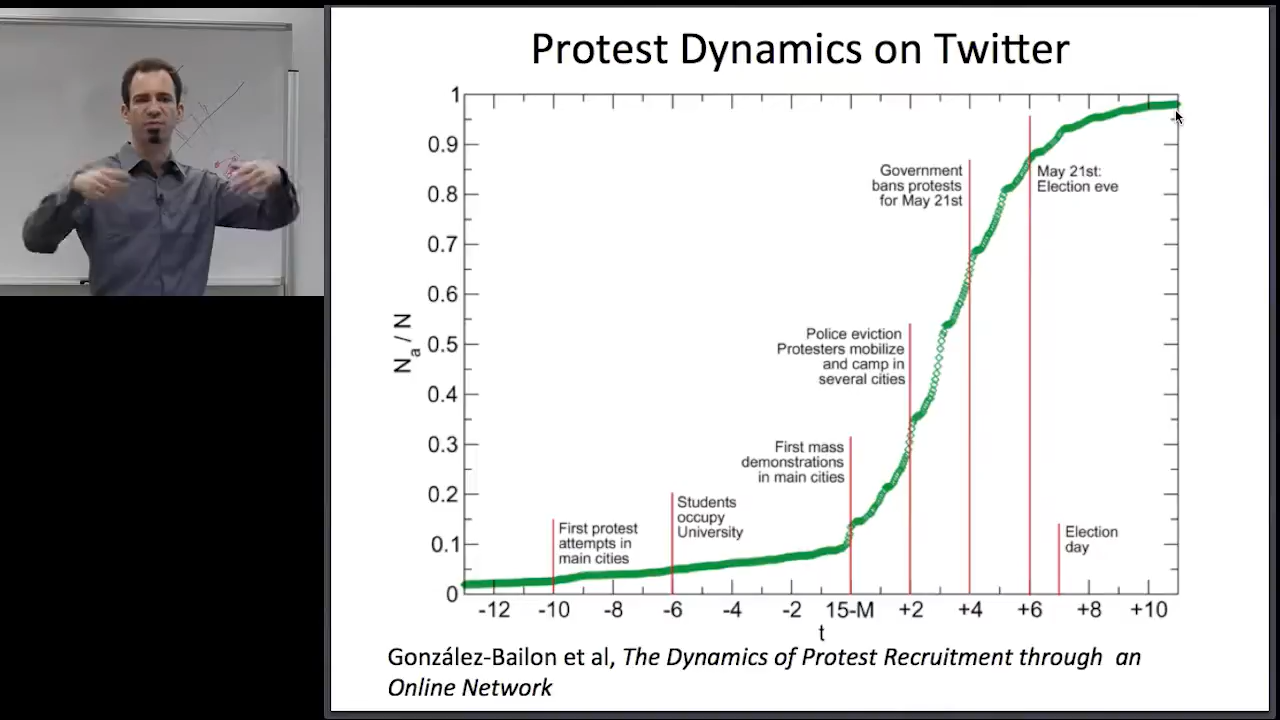 Protest Dynamics on Twitter
1
0.9
0.8
0.7
0.6
0.5
0.4
0.3
0.2
0.1
0
Na / N
Government
bans protests
for May 21st
May 21st:
Election eve
Police eviction
Protesters mobilize
and camp in
several cities
First mass
demonstrations
in main cities
Students
occupy
University
First protest
attempts in
main cities
Election
day
-12 -10 -8 -6 -4 -2 15-M +2 +4 +6 +8 +10
t
González-Bailon et al, The Dynamics of Protest Recruitment through an
Online Network